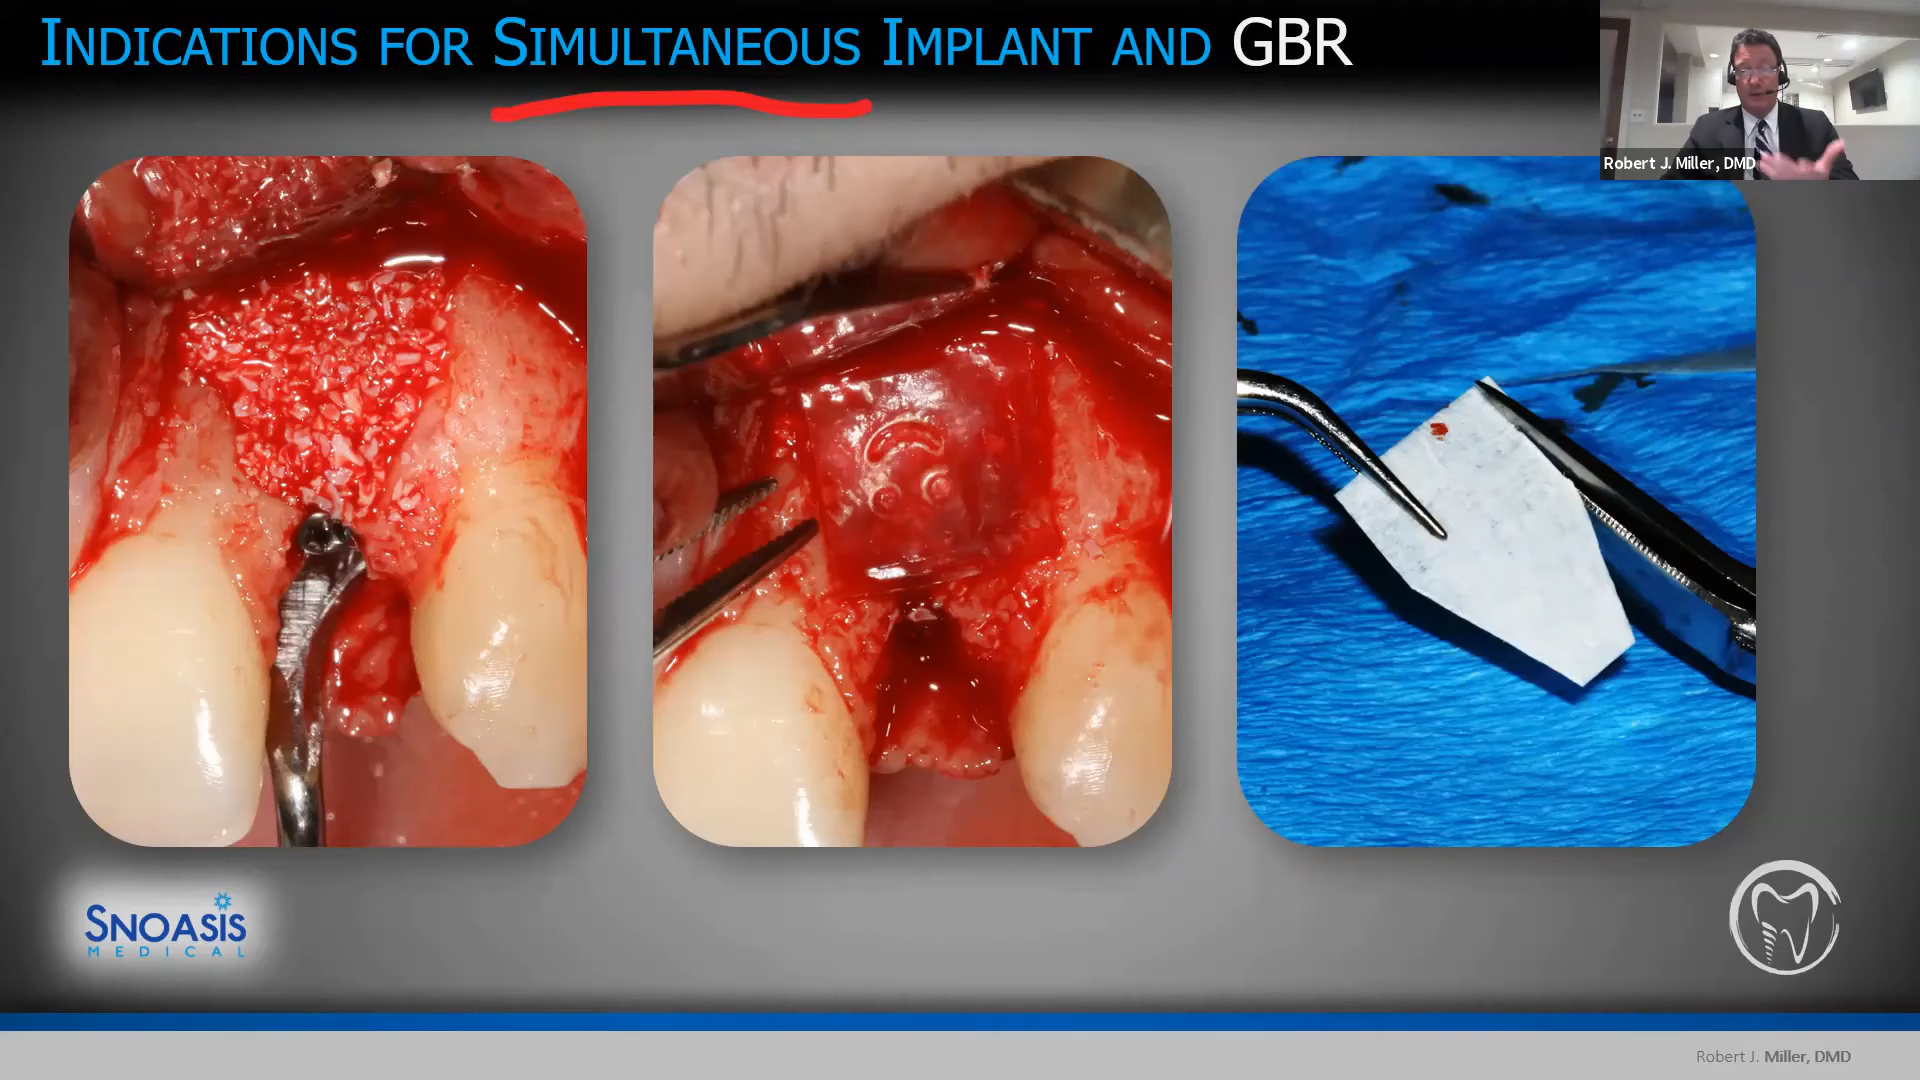 INDICATIONS FOR SIMULTANEOUS IMPLANT AND GBR
Robert J. Miller, DMD
SNOASIS
MEDICAL
Robert J. Miller, DMD